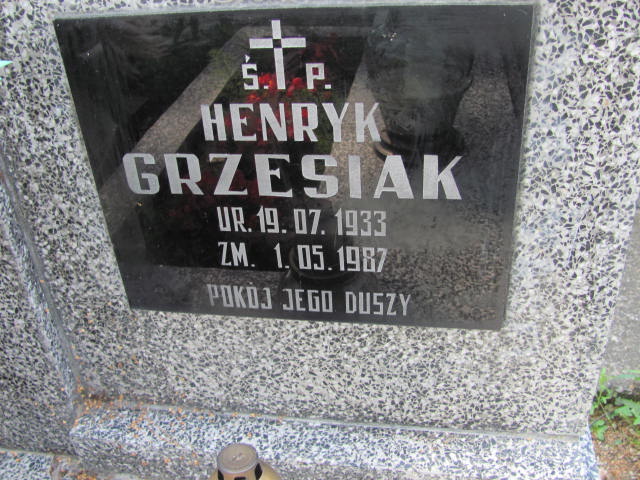 Ś. P.
HENRYK
GRZESIAK
UR. 19. 07. 1933
ZM. 1. 05. 1987
POKÓJ JEGO DUSZY